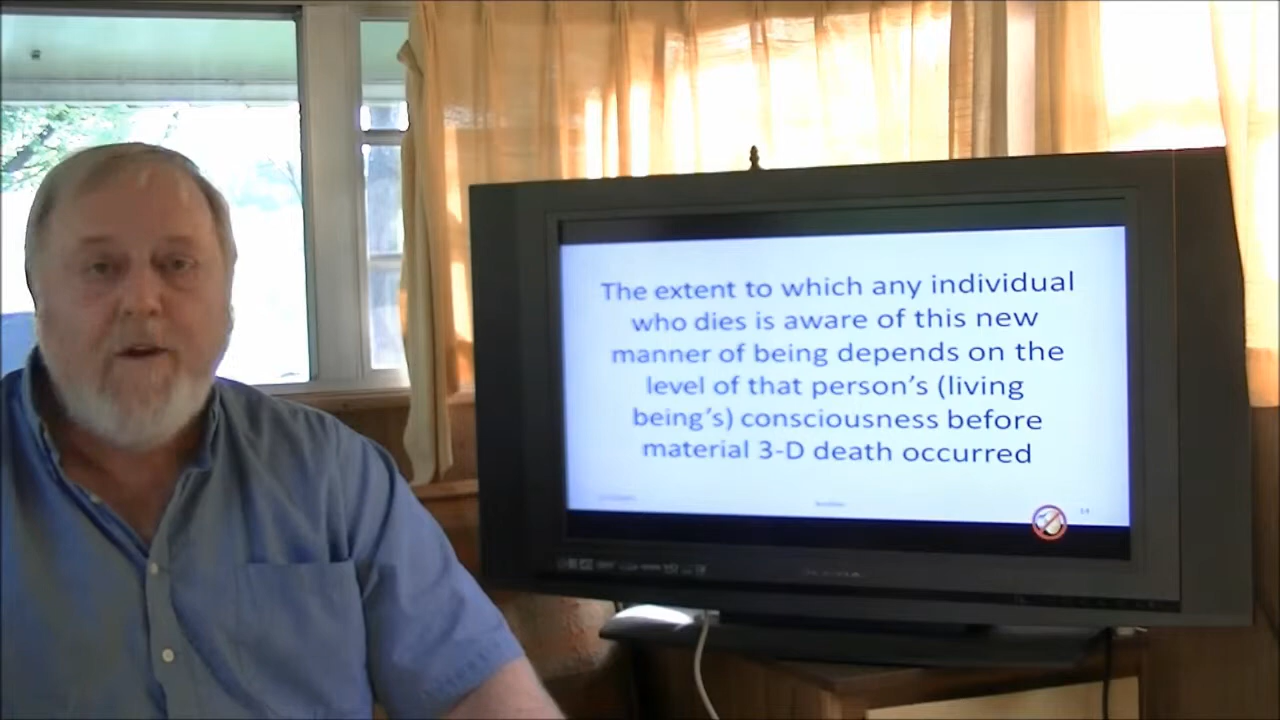 The extent to which any individual
who dies is aware of this new
manner of being depends on the
level of that person's (living
being's) consciousness before
material 3-D death occurred
14